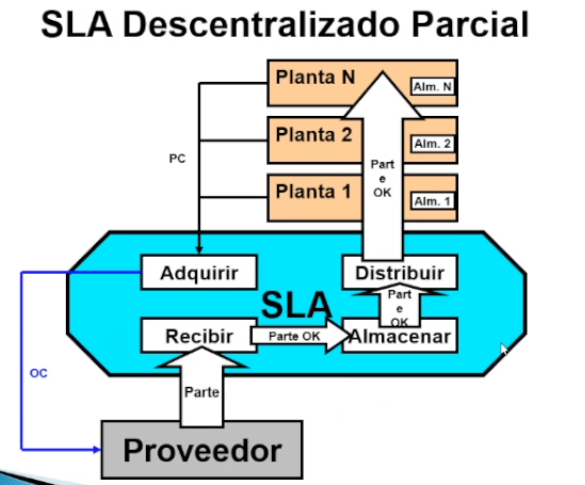 SLA Descentralizado Parcial
Planta N
Alm. N
Planta 2
Alm. 2
PC
Part
e
OK
Planta 1
Alm. 1
Adquirir
Distribuir
SLA
Part
e
OK
Recibir
Parte OK
Almacenar
OC
Parte
Proveedor